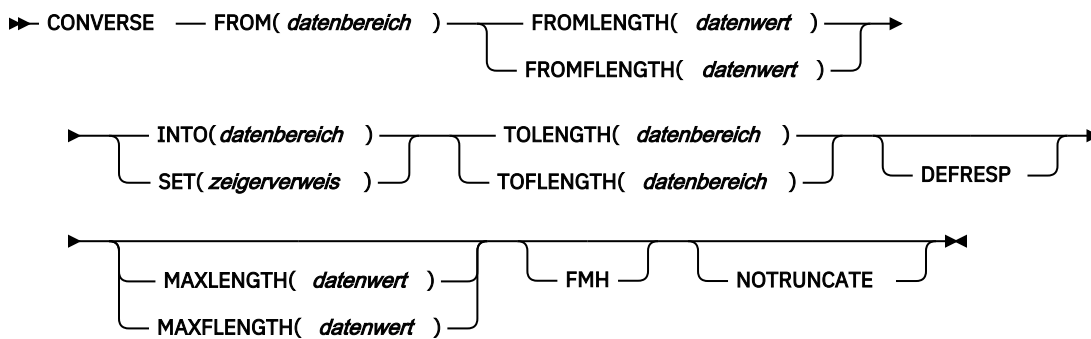 CONVERSE FROM( datenbereich ) FROMLENGTH( datenwert )
FROMFLENGTH( datenwert )
INTO( datenbereich ) TOLENGTH( datenbereich )
SET( zeigerverweis ) TOFLENGTH( datenbereich ) DEFRESP
MAXLENGTH( datenwert ) FMH NOTRUNCATE
MAXFLENGTH( datenwert )